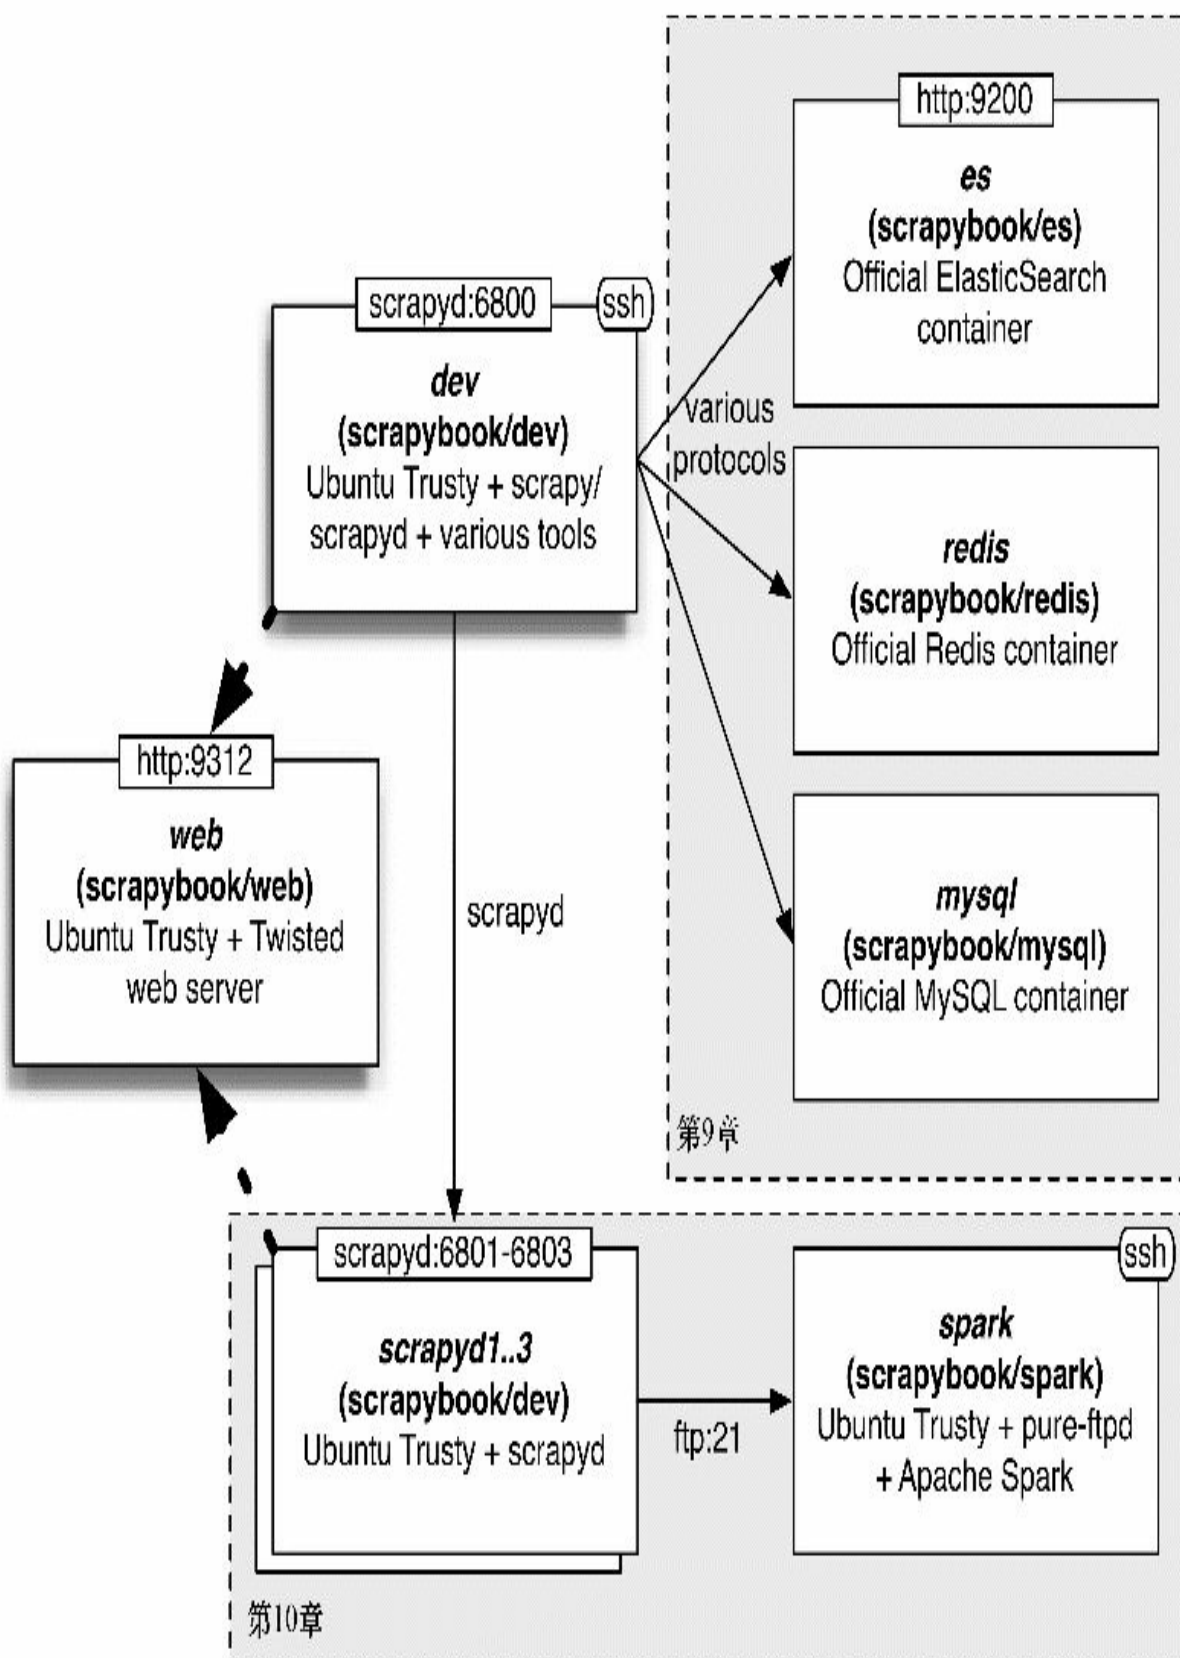 http:9200
es
(scrapybook/es)
Official ElasticSearch
container
scrapyd:6800
ssh
dev
(scrapybook/dev)
Ubuntu Trusty + scrapy/
scrapyd + various tools
various
protocols
redis
(scrapybook/redis)
Official Redis container
http:9312
web
(scrapybook/web)
Ubuntu Trusty + Twisted
web server
scrapyd
mysql
(scrapybook/mysql)
Official MySQL container
第9章
scrapyd:6801-6803
scrapyd1..3
(scrapybook/dev)
Ubuntu Trusty + scrapyd
ftp:21
ssh
spark
(scrapybook/spark)
Ubuntu Trusty + pure-ftpd
+ Apache Spark
第10章